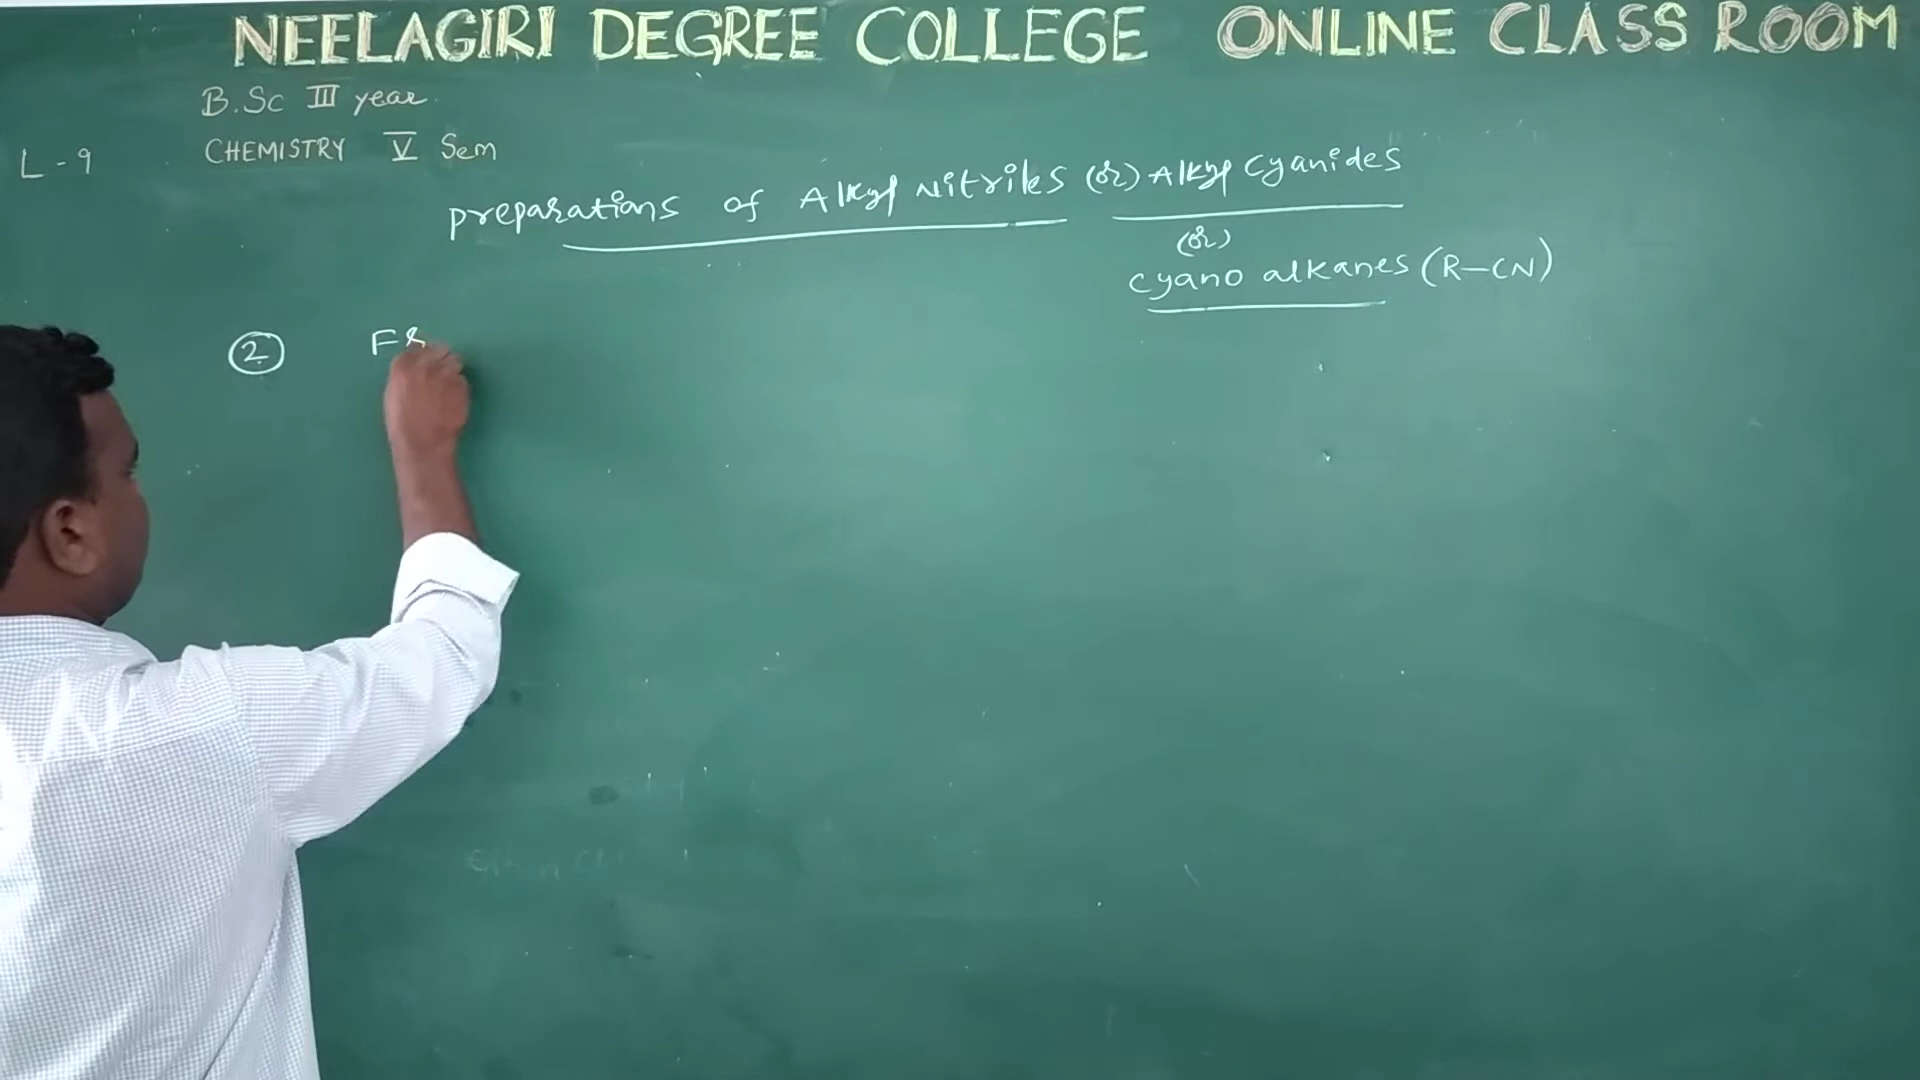 NEELAGIRI DEGREE COLLEGE ONLINE CLASS ROOM
B.Sc III year.
CHEMISTRY V Sem
L-9
preparations of Alkyl Nitriles (or) Alkyl cyanides
(or)
cyano alkanes (R-CN)
2